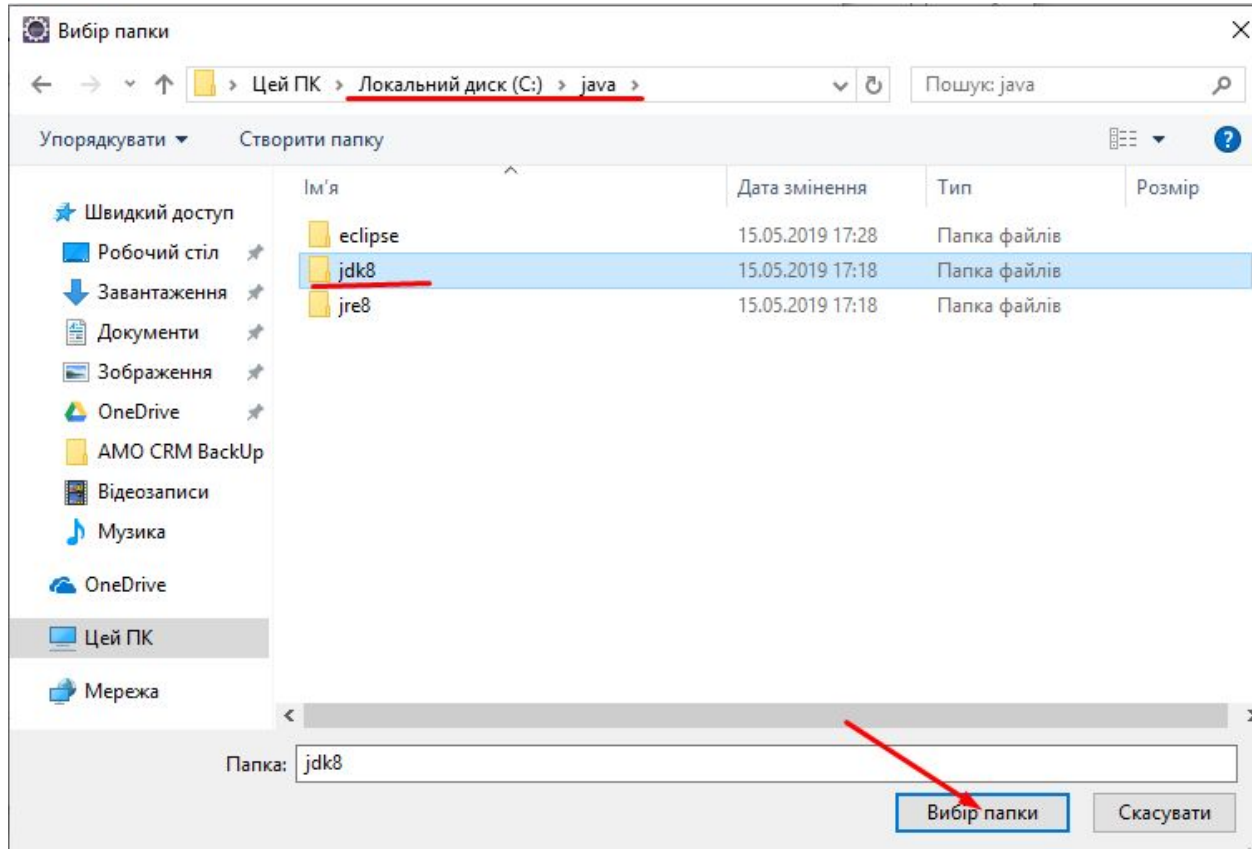 Вибір папки
Цей ПК > Локальний диск (C:) > java >
Пошук: java
Упорядкувати
Створити папку
Ім'я
Дата змінення
Тип
Розмір
Швидкий доступ
Робочий стіл
Завантаження
Документи
Зображення
OneDrive
AMO CRM BackUp
Відеозаписи
Музика
OneDrive
Цей ПК
Мережа
eclipse 15.05.2019 17:28 Папка файлів
jdk8 15.05.2019 17:18 Папка файлів
jre8 15.05.2019 17:18 Папка файлів
Папка: jdk8
Вибір папки
Скасувати